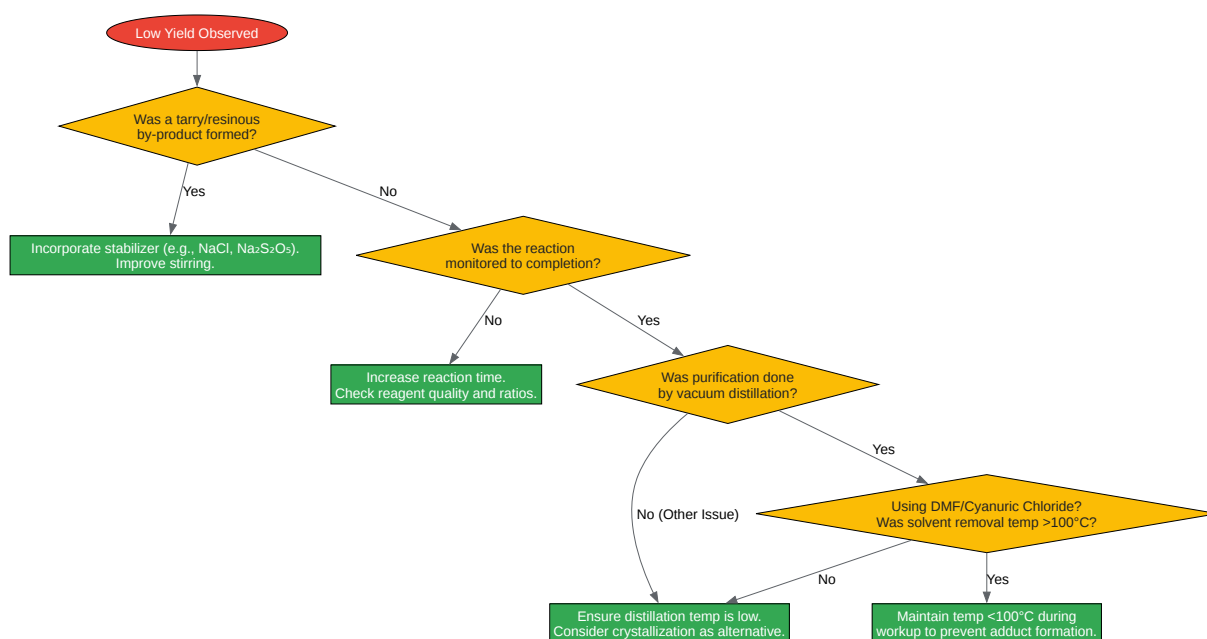 Low Yield Observed
Was a tarry/resinous
by-product formed?
Yes
No
Incorporate stabilizer (e.g., NaCl, Na₂S₂O₅).
Improve stirring.
Was the reaction
monitored to completion?
No
Yes
Increase reaction time.
Check reagent quality and ratios.
Was purification done
by vacuum distillation?
Yes
No (Other Issue)
Using DMF/Cyanuric Chloride?
Was solvent removal temp >100°C?
No
Yes
Ensure distillation temp is low.
Consider crystallization as alternative.
Maintain temp <100°C during
workup to prevent adduct formation.